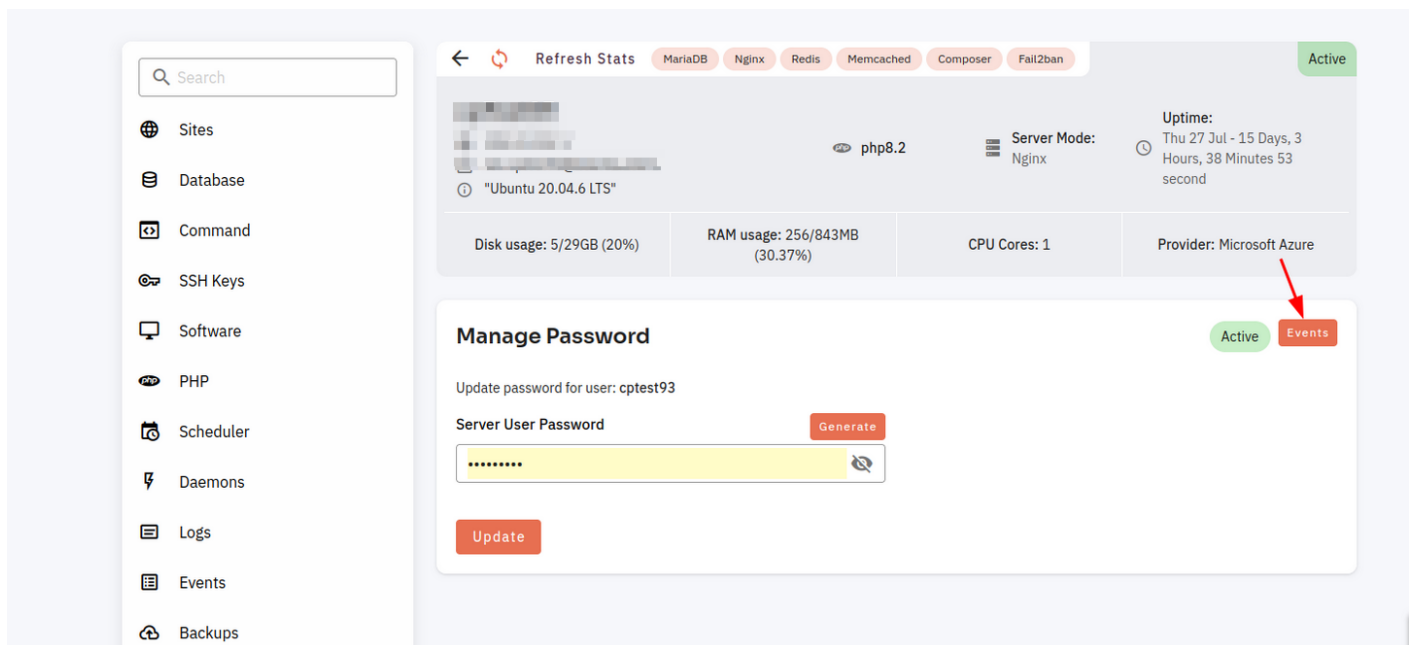 Search
Sites
Database
Command
SSH Keys
Software
PHP
Scheduler
Daemons
Logs
Events
Backups
Refresh Stats MariaDB Nginx Redis Memcached Composer Fail2ban Active
"Ubuntu 20.04.6 LTS"
php php8.2
Server Mode:
Nginx
Uptime:
Thu 27 Jul - 15 Days, 3
Hours, 38 Minutes 53
second
Disk usage: 5/29GB (20%)
RAM usage: 256/843MB
(30.37%)
CPU Cores: 1
Provider: Microsoft Azure
Manage Password
Active Events
Update password for user: cptest93
Server User Password Generate
•••••••••
Update